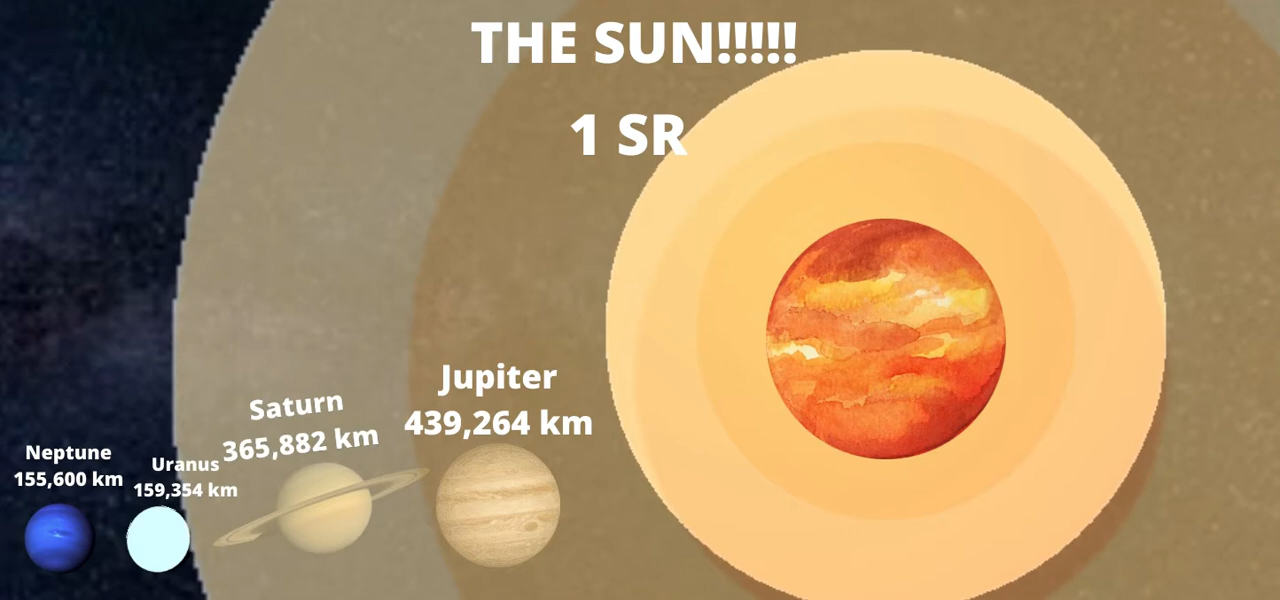 THE SUN!!!!!
1 SR
Jupiter
439,264 km
Saturn
365,882 km
Neptune
155,600 km
Uranus
159,354 km